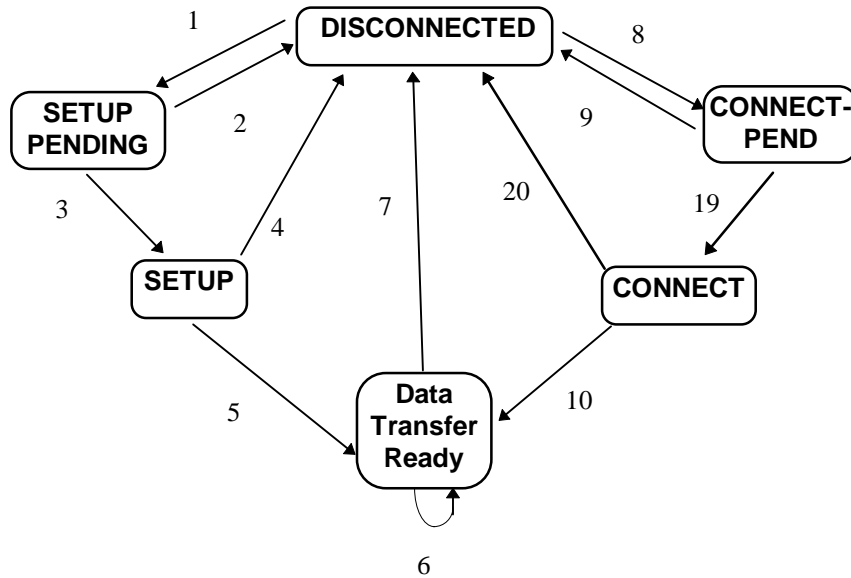 1
DISCONNECTED
8
SETUP
PENDING
2
9
CONNECT-
PEND
3
4
7
20
19
SETUP
CONNECT
5
Data
Transfer
Ready
10
6